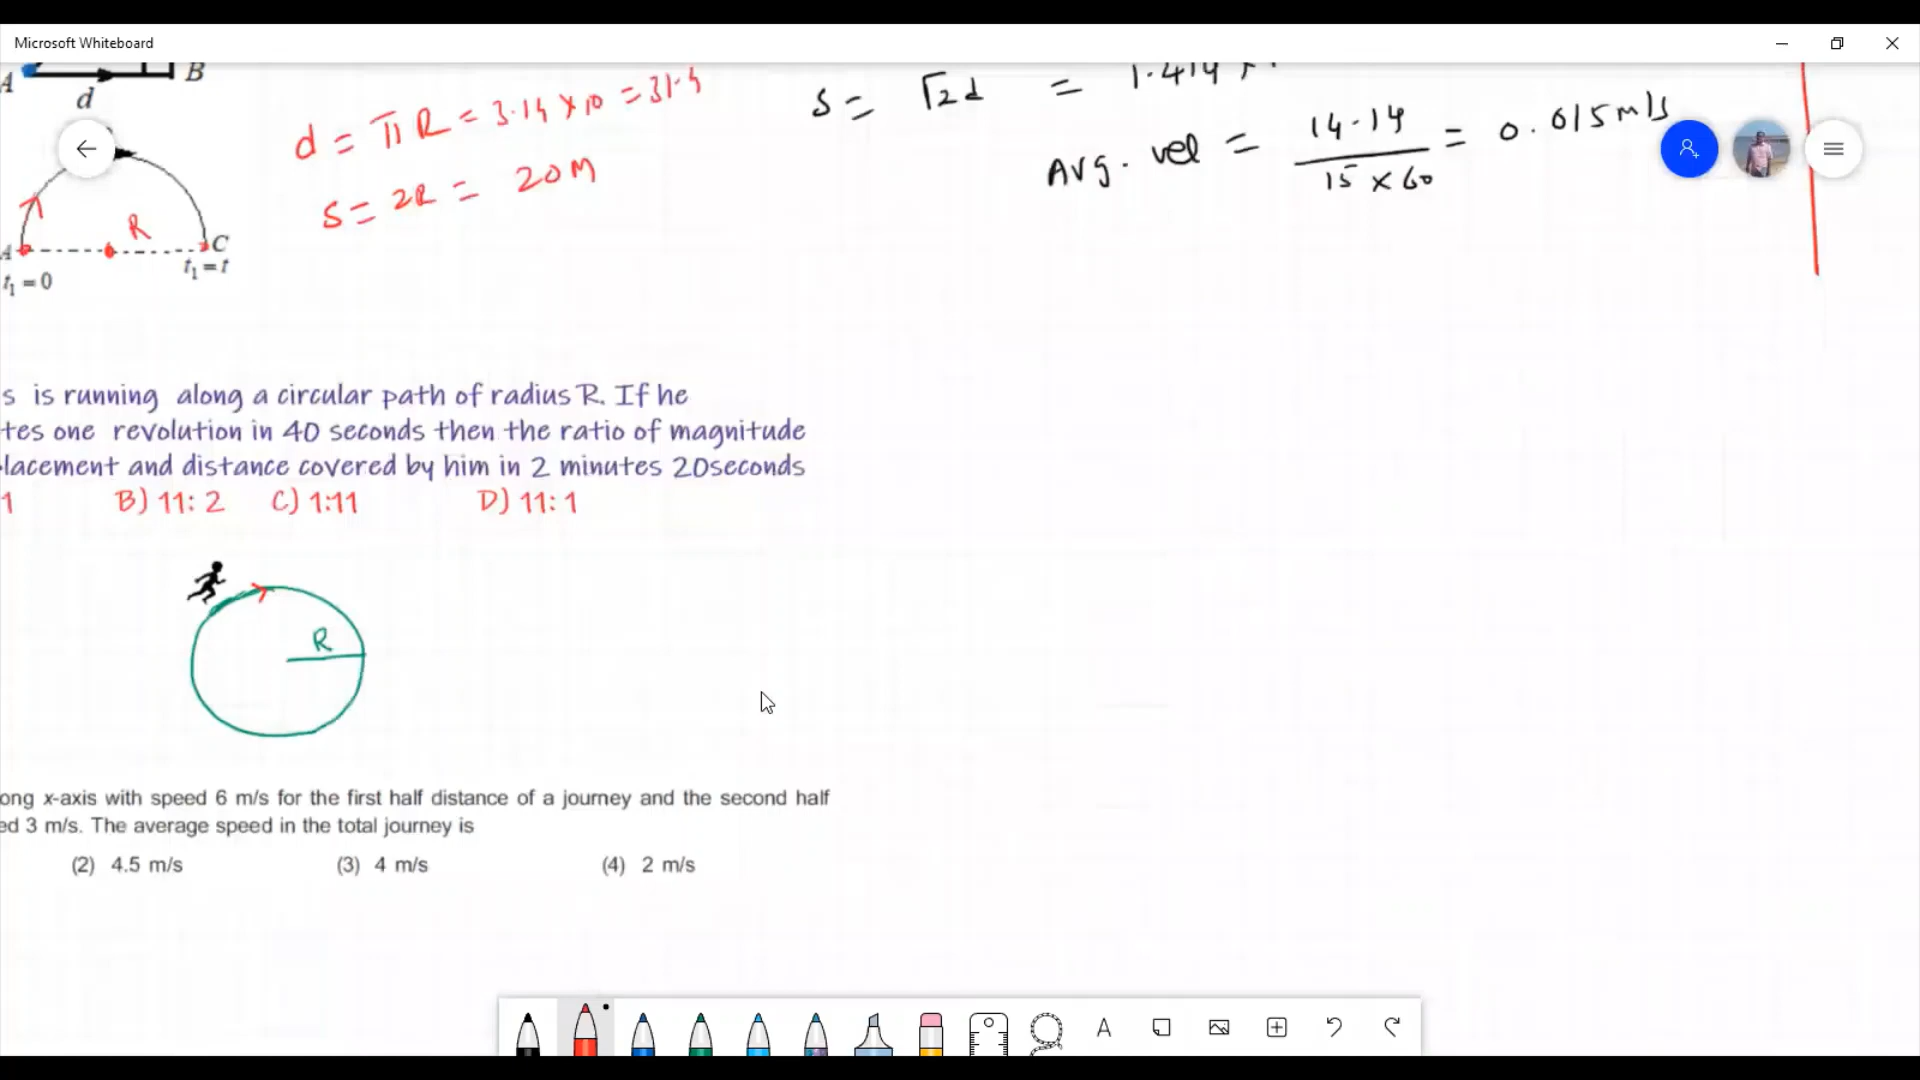 Microsoft Whiteboard
A B
d
d = π R = 3.14 × 10 = 31.4
S = 2R = 20M
R
A C
t₁ = 0 t₁ = t
S = √2 d = 1.414 ×
Avg. vel = 14.14 / 15 × 60 = 0.015 m/s
s is running along a circular path of radius R. If he
tes one revolution in 40 seconds then the ratio of magnitude
lacement and distance covered by him in 2 minutes 20seconds
1 B) 11: 2 C) 1:11 D) 11: 1
R
ong x-axis with speed 6 m/s for the first half distance of a journey and the second half
ed 3 m/s. The average speed in the total journey is
(2) 4.5 m/s (3) 4 m/s (4) 2 m/s